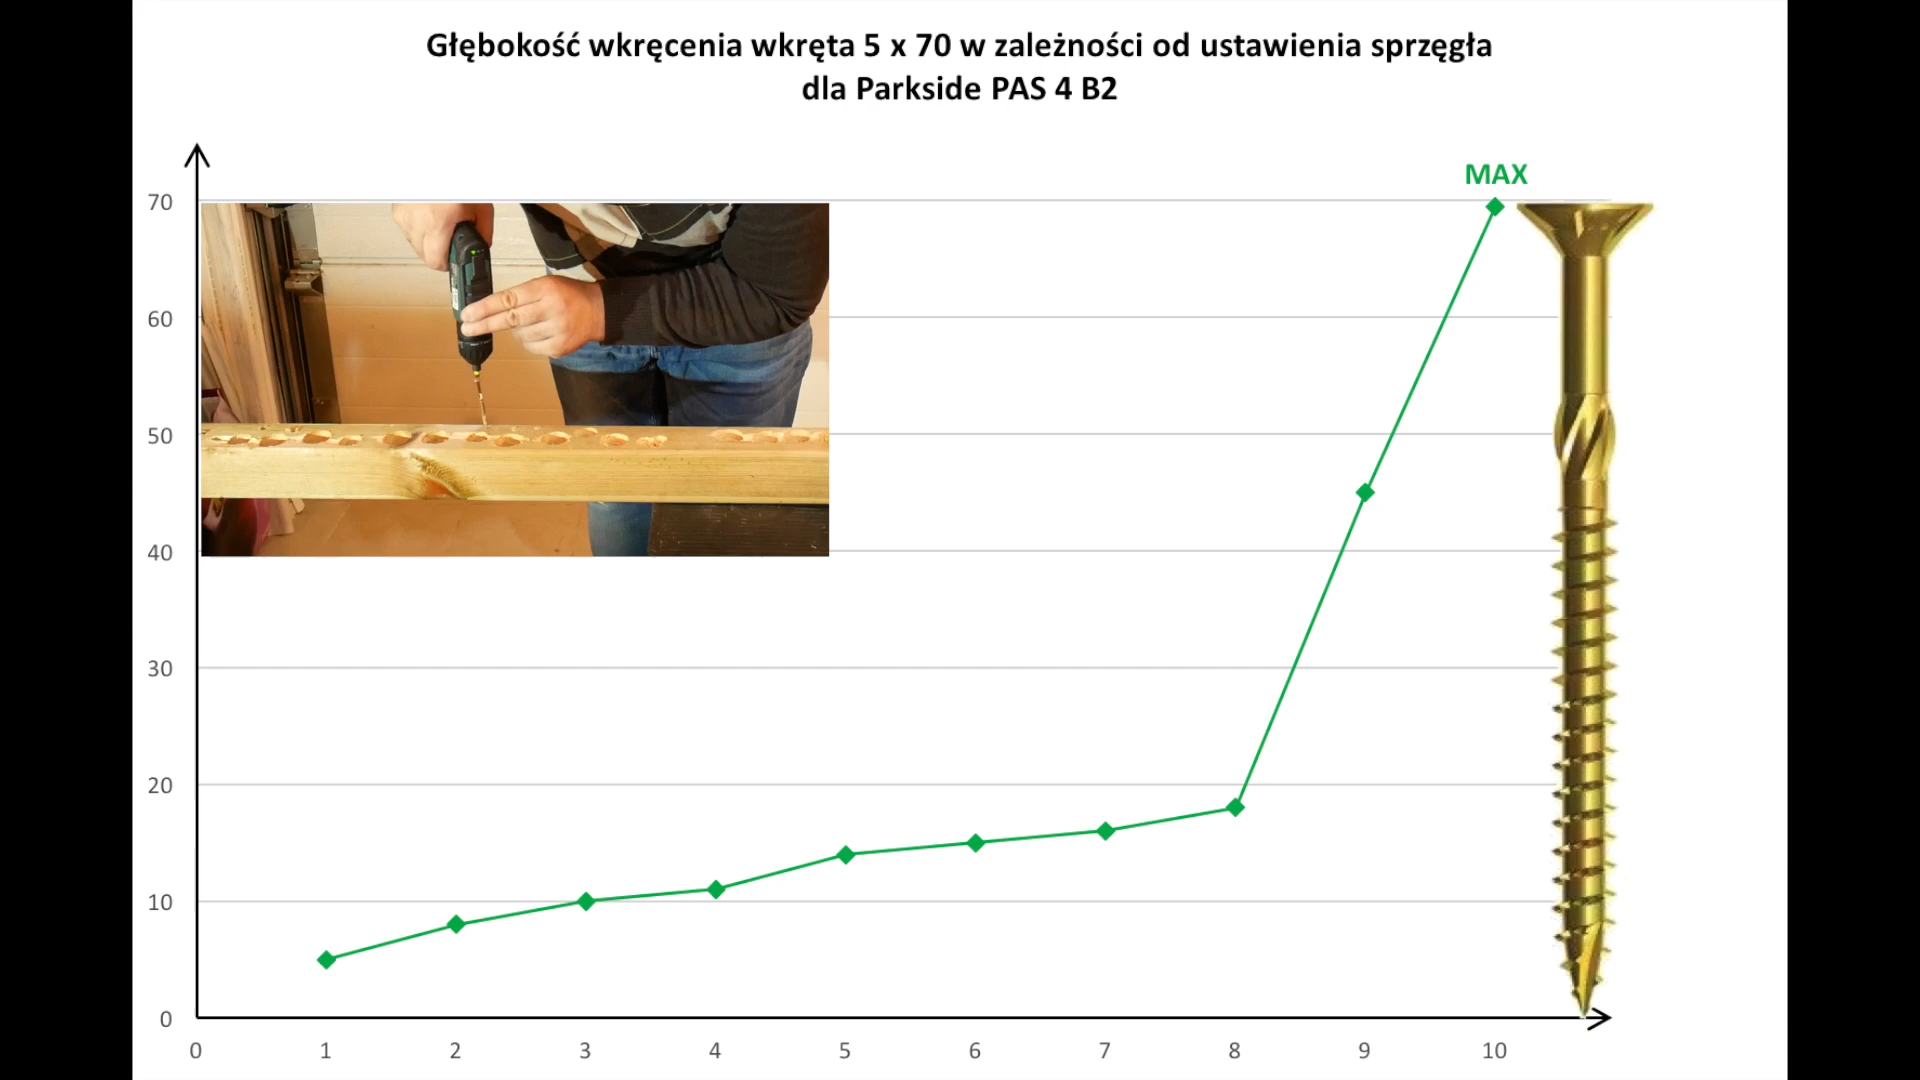 Głębokość wkręcenia wkręta 5 x 70 w zależności od ustawienia sprzęgła
dla Parkside PAS 4 B2
MAX
70
60
50
40
30
20
10
0
0 1 2 3 4 5 6 7 8 9 10